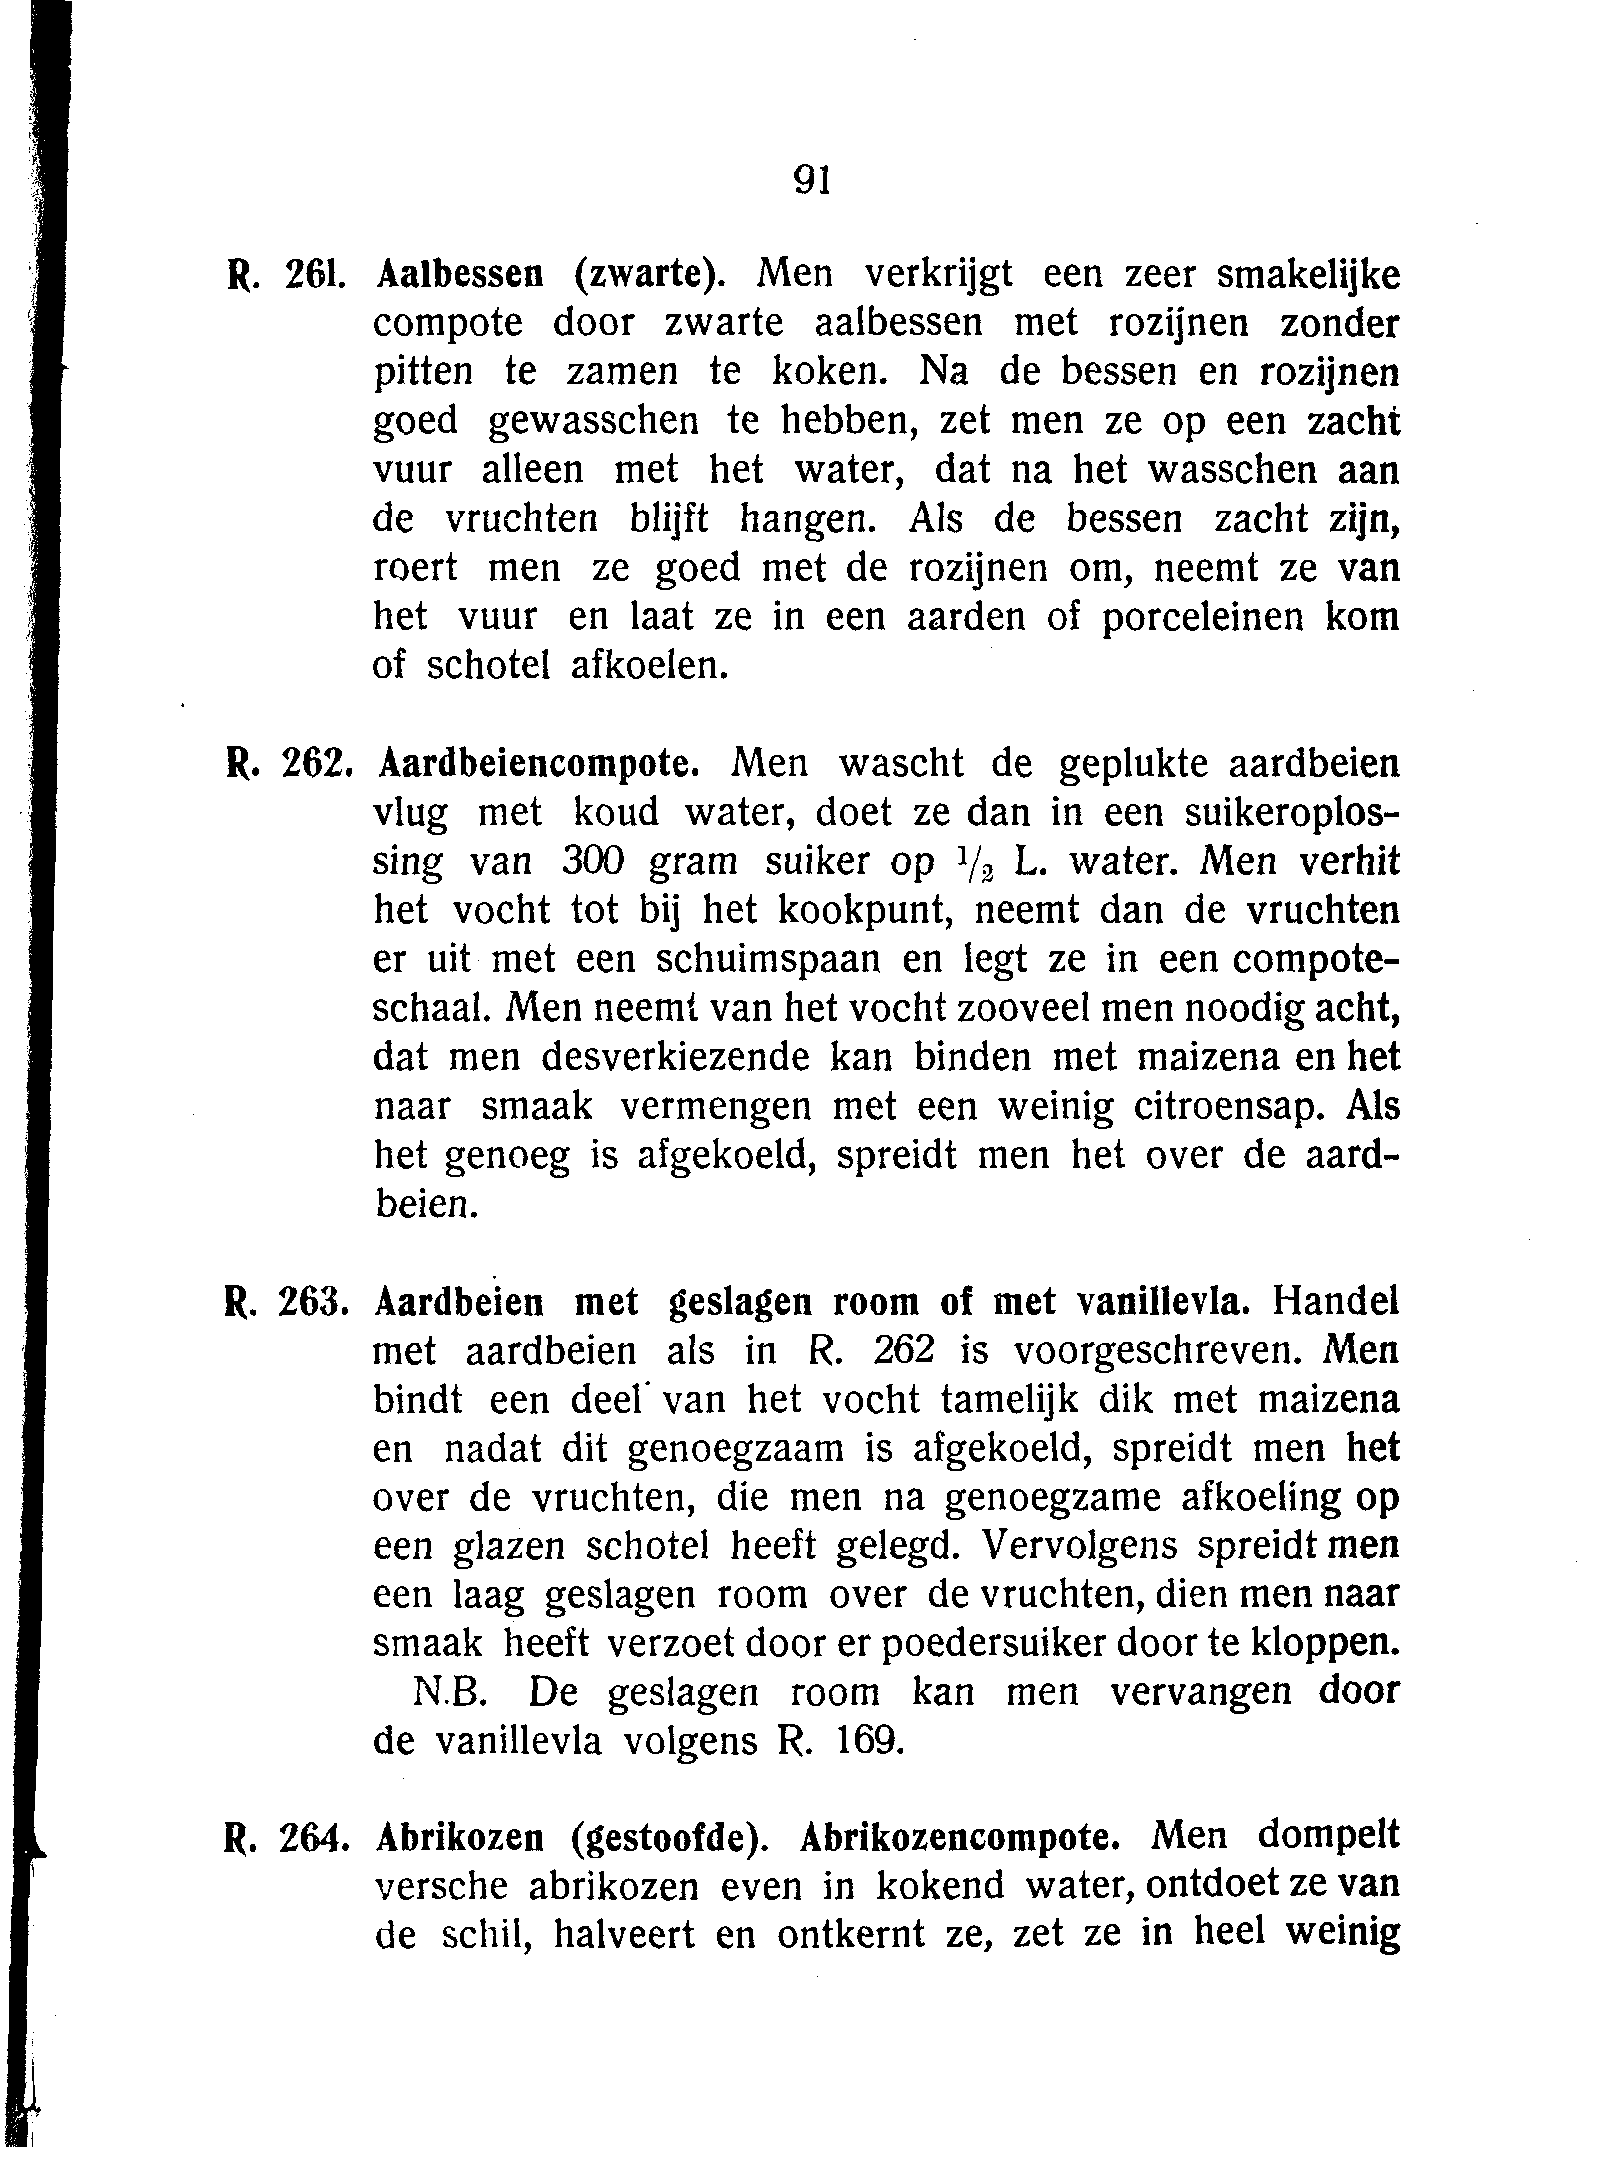 91
R. 261. Aalbessen (zwarte). Men verkrijgt een zeer smakelijke
compote door zwarte aalbessen met rozijnen zonder
pitten te zamen te koken. Na de bessen en rozijnen
goed gewasschen te hebben, zet men ze op een zacht
vuur alleen met het water, dat na het wasschen aan
de vruchten blijft hangen. Als de bessen zacht zijn,
roert men ze goed met de rozijnen om, neemt ze van
het vuur en laat ze in een aarden of porceleinen kom
of schotel afkoelen.
R. 262. Aardbeiencompote. Men wascht de geplukte aardbeien
vlug met koud water, doet ze dan in een suikeroplos-
sing van 300 gram suiker op 1/2 L. water. Men verhit
het vocht tot bij het kookpunt, neemt dan de vruchten
er uit met een schuimspaan en legt ze in een compote-
schaal. Men neemt van het vocht zooveel men noodig acht,
dat men desverkiezende kan binden met maizena en het
naar smaak vermengen met een weinig citroensap. Als
het genoeg is afgekoeld, spreidt men het over de aard-
beien.
R. 263. Aardbeien met geslagen room of met vanillevla. Handel
met aardbeien als in R. 262 is voorgeschreven. Men
bindt een deel van het vocht tamelijk dik met maizena
en nadat dit genoegzaam is afgekoeld, spreidt men het
over de vruchten, die men na genoegzame afkoeling op
een glazen schotel heeft gelegd. Vervolgens spreidt men
een laag geslagen room over de vruchten, dien men naar
smaak heeft verzoet door er poedersuiker door te kloppen.
N.B. De geslagen room kan men vervangen door
de vanillevla volgens R. 169.
R. 264. Abrikozen (gestoofde). Abrikozencompote. Men dompelt
versche abrikozen even in kokend water, ontdoet ze van
de schil, halveert en ontkernt ze, zet ze in heel weinig